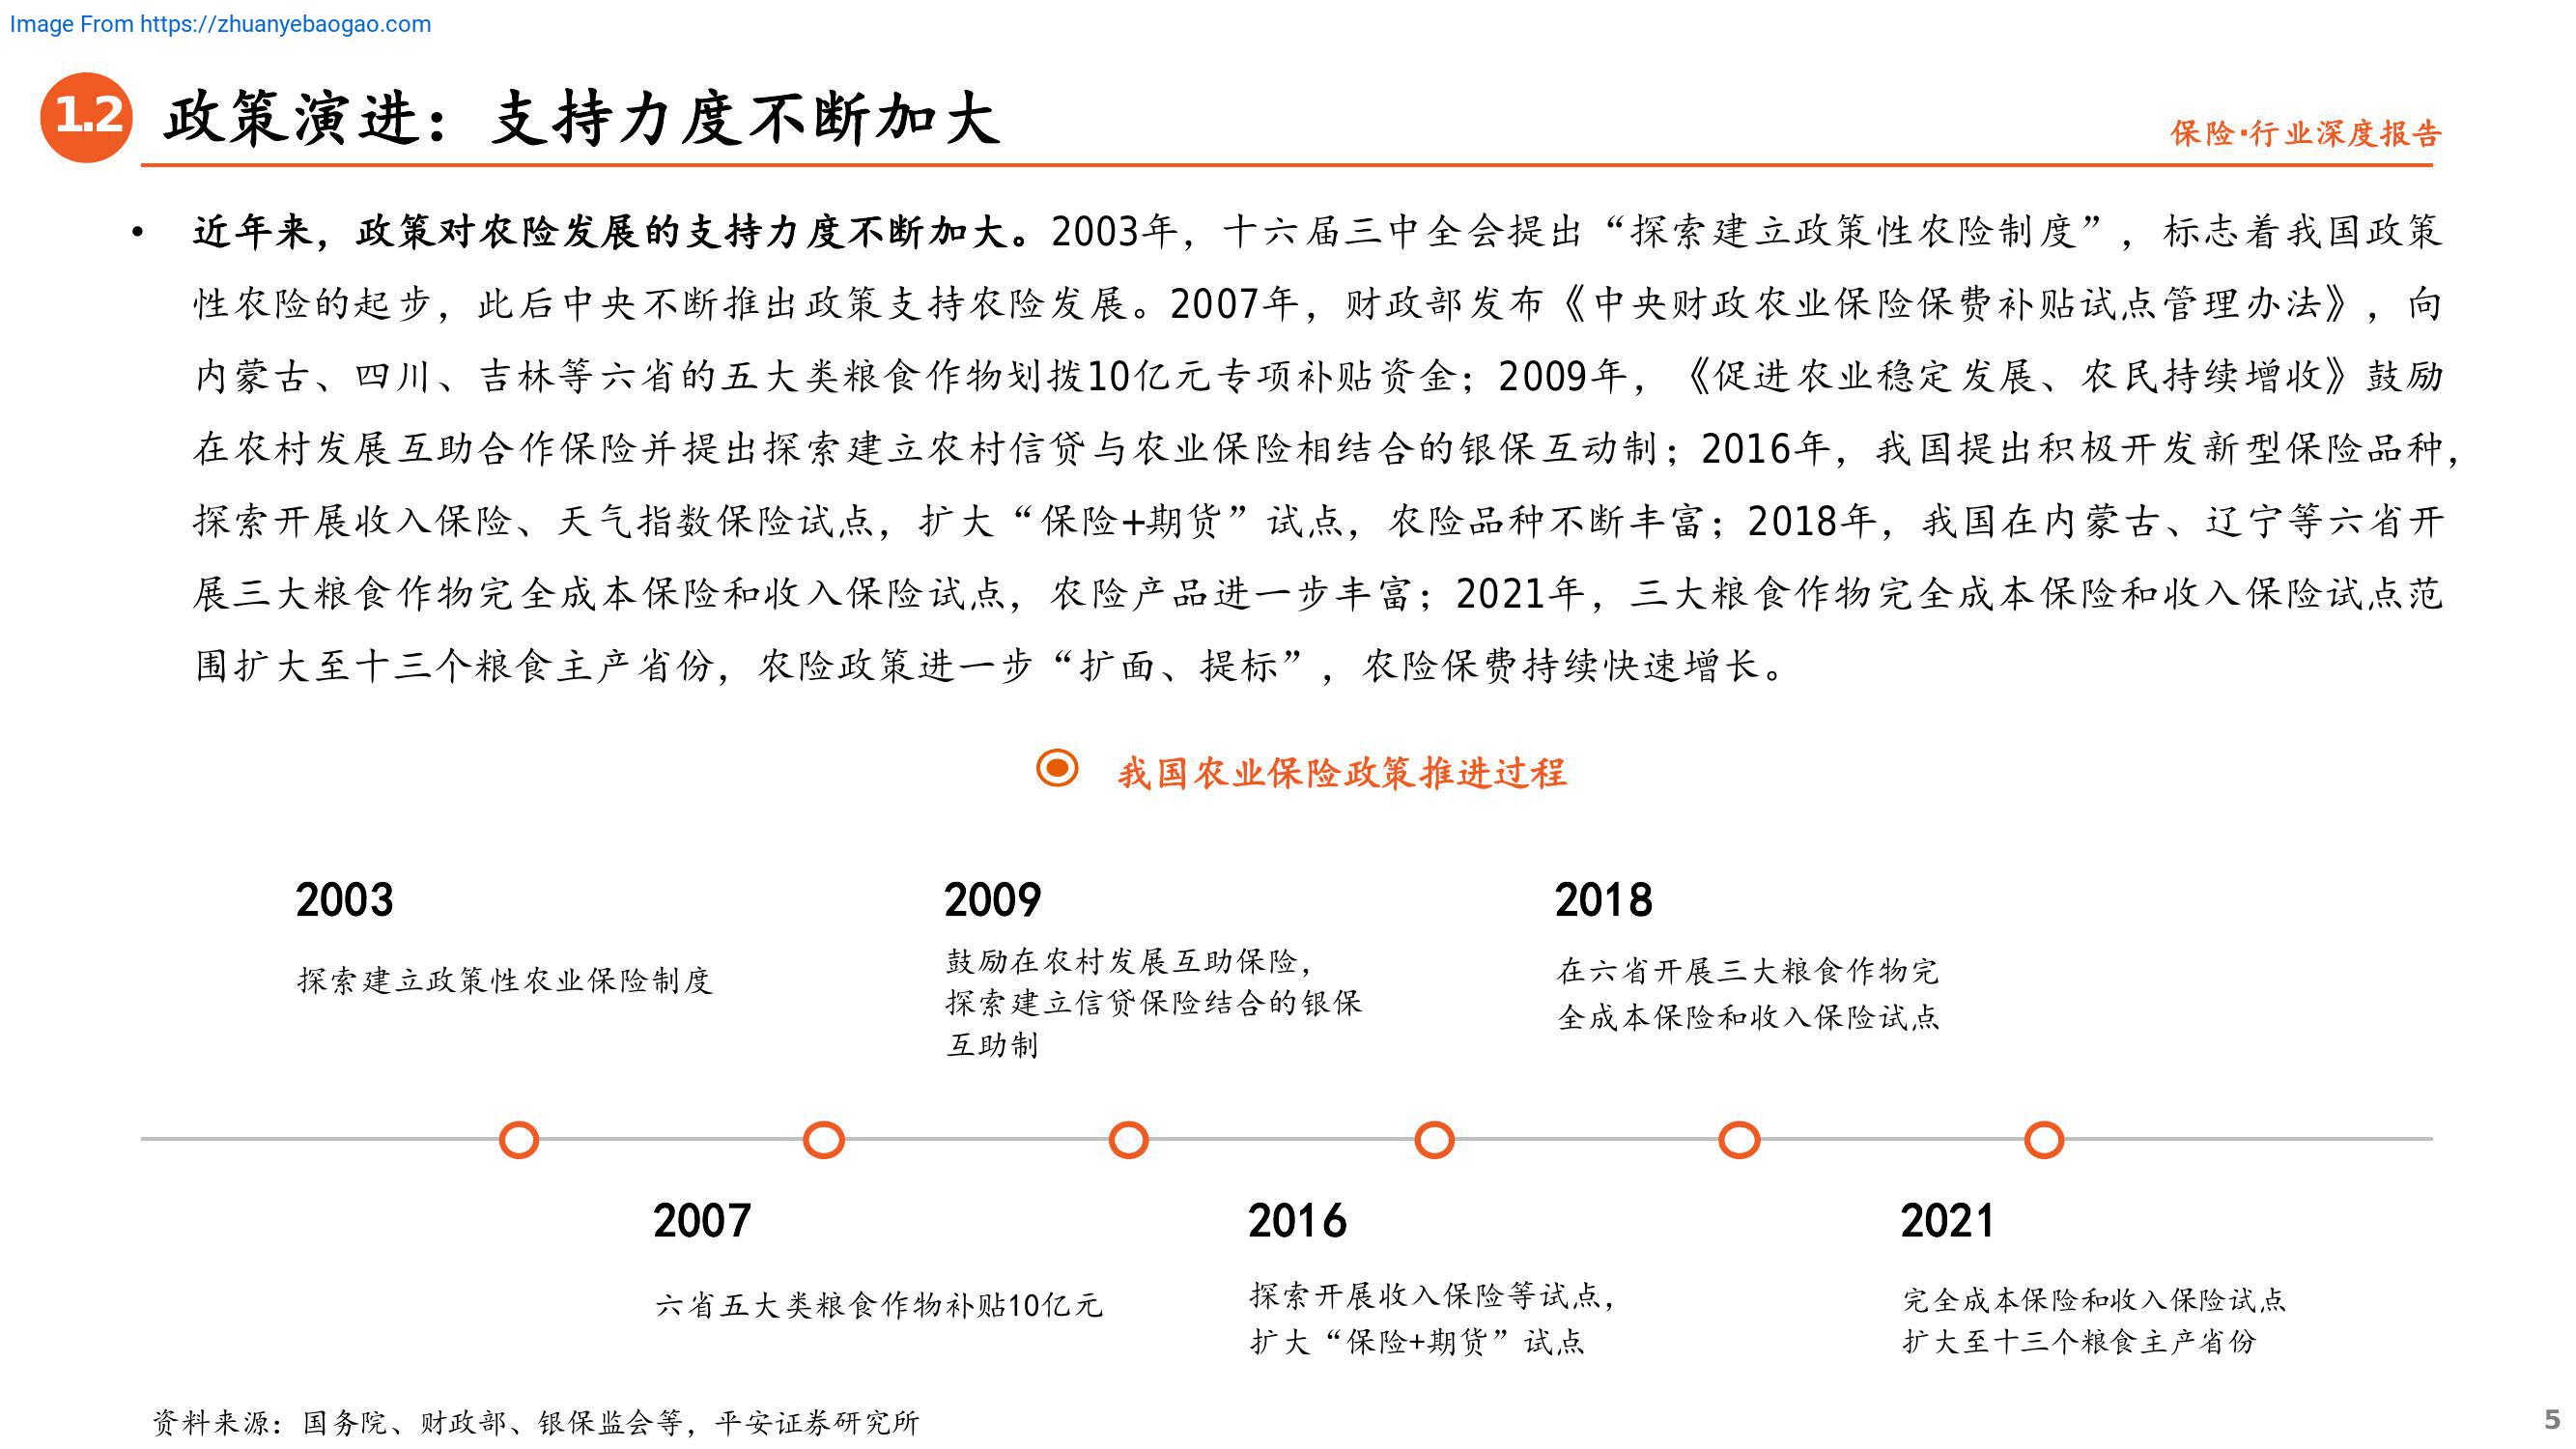 Image From https://zhuanyebaogao.com
1.2 政策演进：支持力度不断加大
保险·行业深度报告
• 近年来，政策对农险发展的支持力度不断加大。2003年，十六届三中全会提出“探索建立政策性农险制度”，标志着我国政策
性农险的起步，此后中央不断推出政策支持农险发展。2007年，财政部发布《中央财政农业保险保费补贴试点管理办法》，向
内蒙古、四川、吉林等六省的五大类粮食作物划拨10亿元专项补贴资金；2009年，《促进农业稳定发展、农民持续增收》鼓励
在农村发展互助合作保险并提出探索建立农村信贷与农业保险相结合的银保互动制；2016年，我国提出积极开发新型保险品种，
探索开展收入保险、天气指数保险试点，扩大“保险+期货”试点，农险品种不断丰富；2018年，我国在内蒙古、辽宁等六省开
展三大粮食作物完全成本保险和收入保险试点，农险产品进一步丰富；2021年，三大粮食作物完全成本保险和收入保险试点范
围扩大至十三个粮食主产省份，农险政策进一步“扩面、提标”，农险保费持续快速增长。
我国农业保险政策推进过程
2003
探索建立政策性农业保险制度
2009
鼓励在农村发展互助保险，
探索建立信贷保险结合的银保
互助制
2018
在六省开展三大粮食作物完
全成本保险和收入保险试点
2007
六省五大类粮食作物补贴10亿元
2016
探索开展收入保险等试点，
扩大“保险+期货”试点
2021
完全成本保险和收入保险试点
扩大至十三个粮食主产省份
资料来源：国务院、财政部、银保监会等，平安证券研究所
5